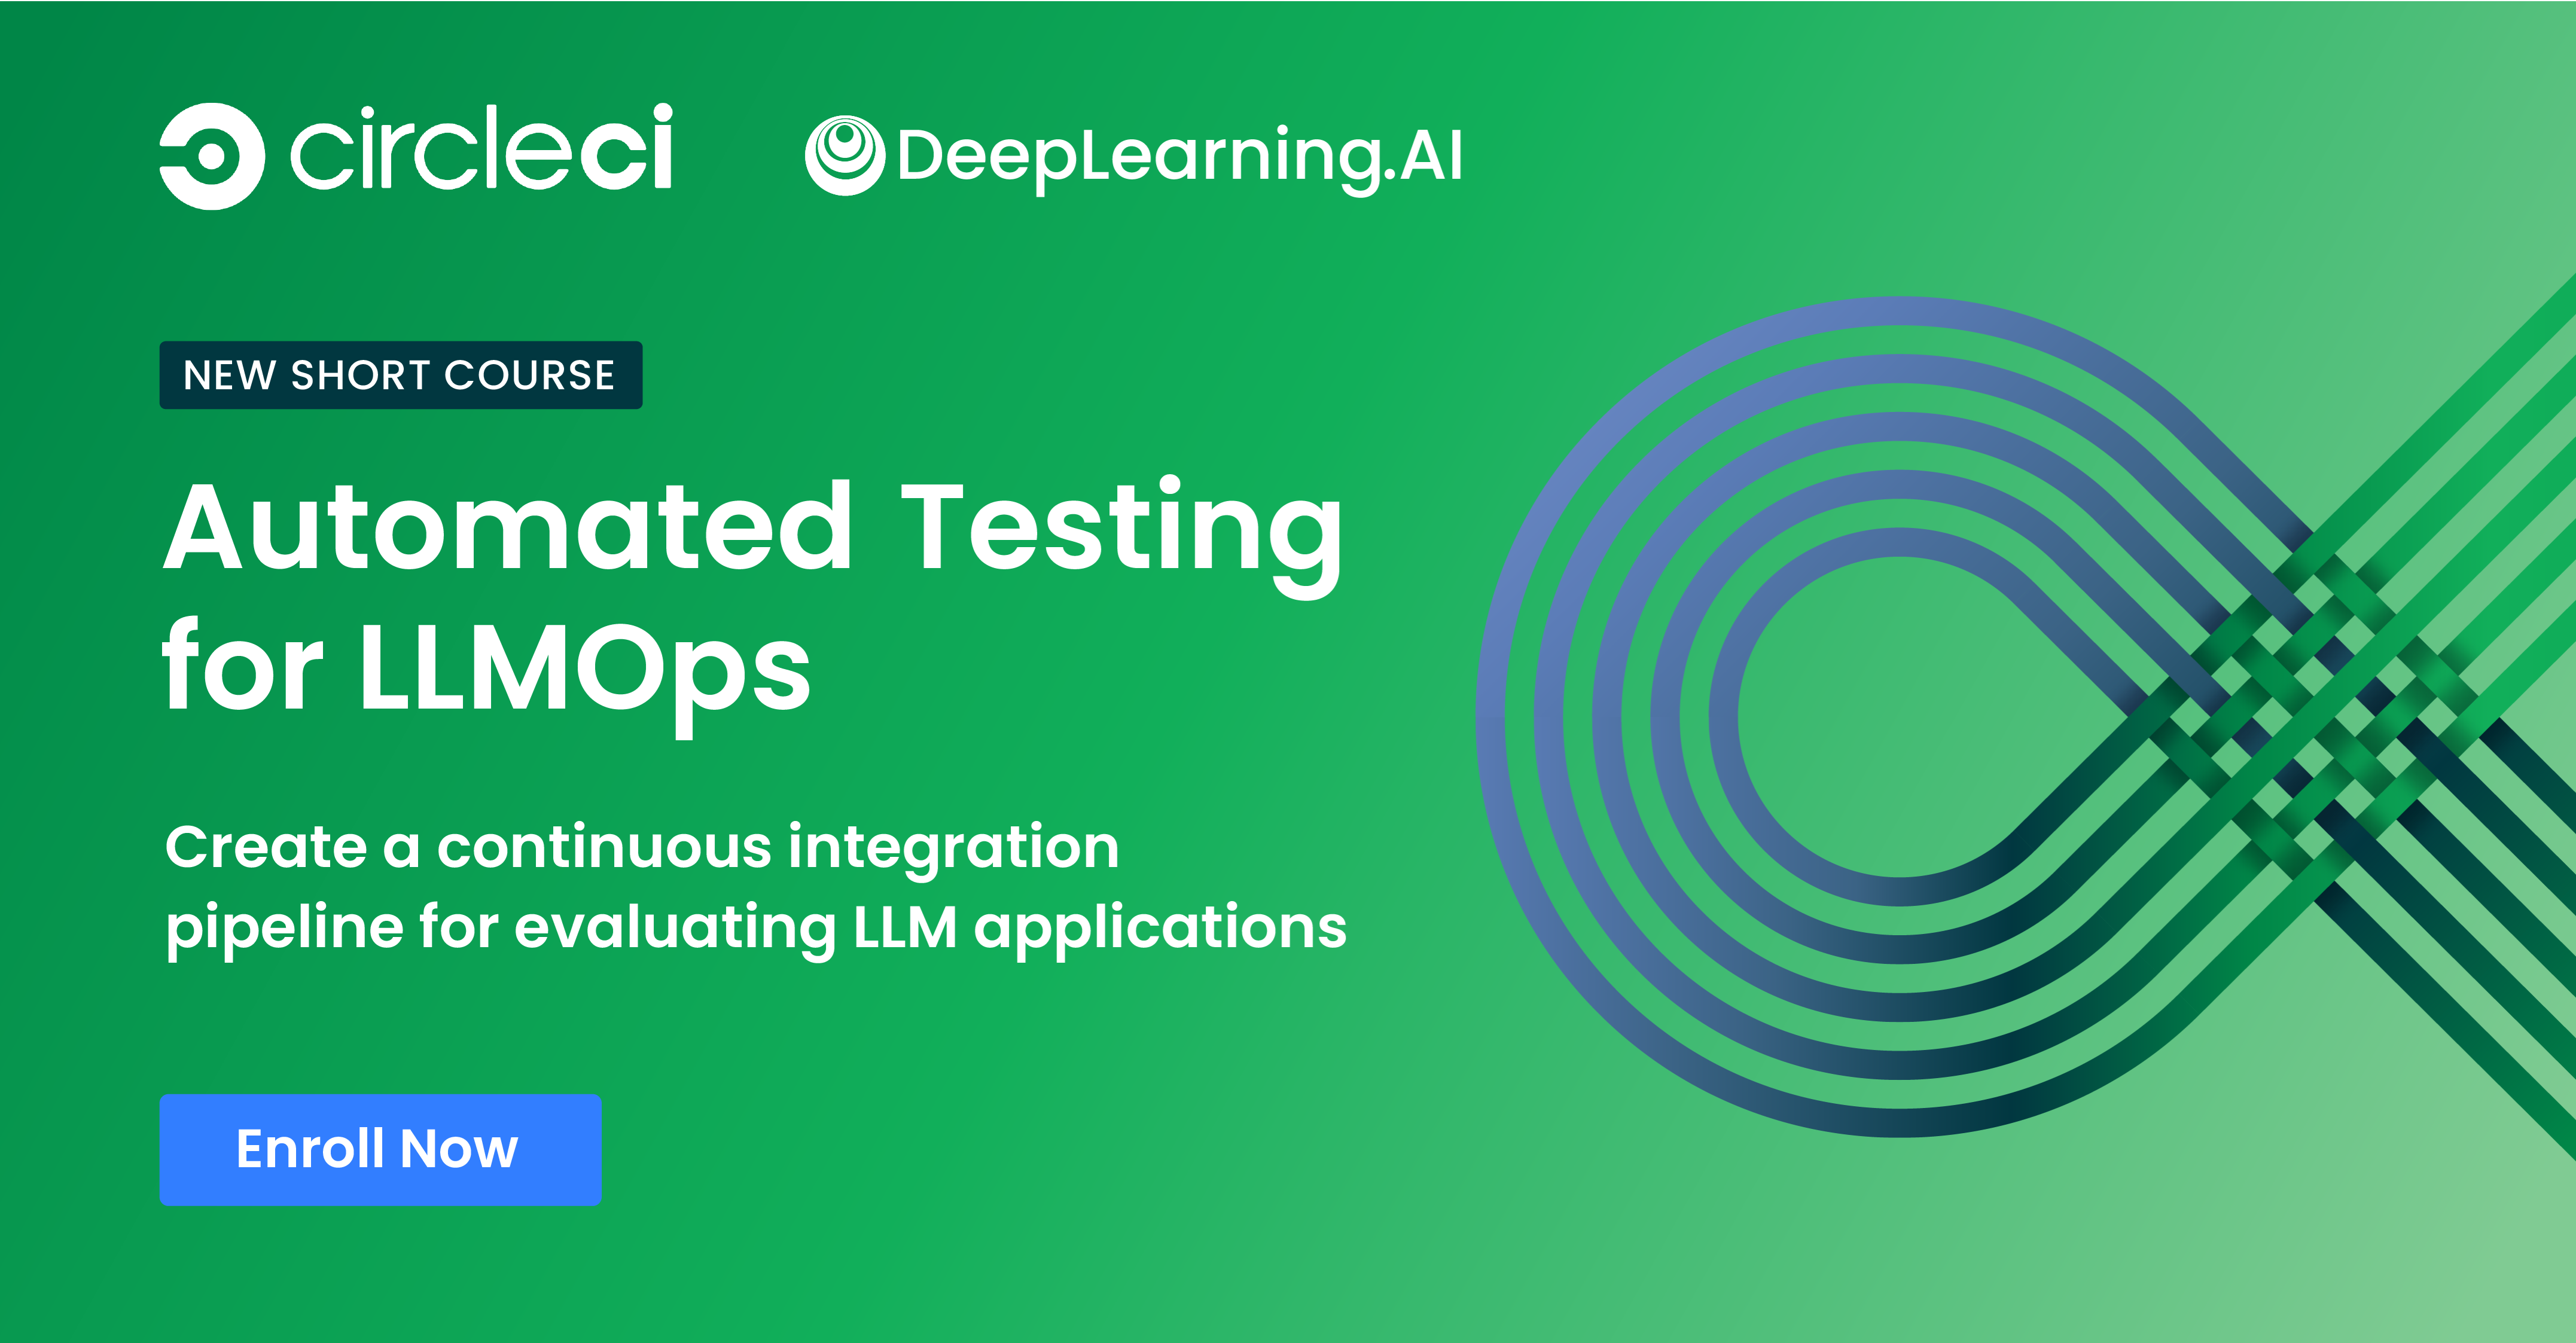 circleci DeepLearning.AI
NEW SHORT COURSE
Automated Testing
for LLMOps
Create a continuous integration
pipeline for evaluating LLM applications
Enroll Now